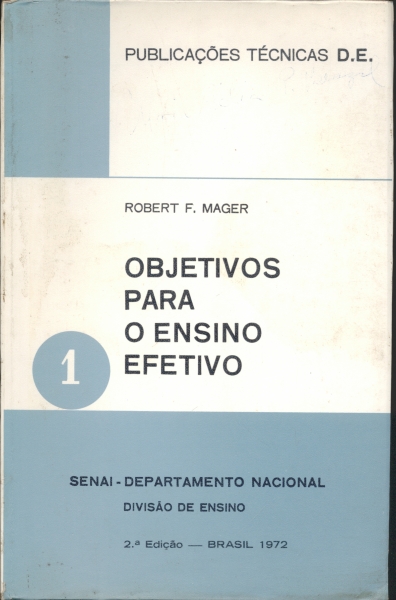 PUBLICAÇÕES TÉCNICAS D.E.
ROBERT F. MAGER
OBJETIVOS
PARA
O ENSINO
EFETIVO
1
SENAI - DEPARTAMENTO NACIONAL
DIVISÃO DE ENSINO
2.ª Edição — BRASIL 1972